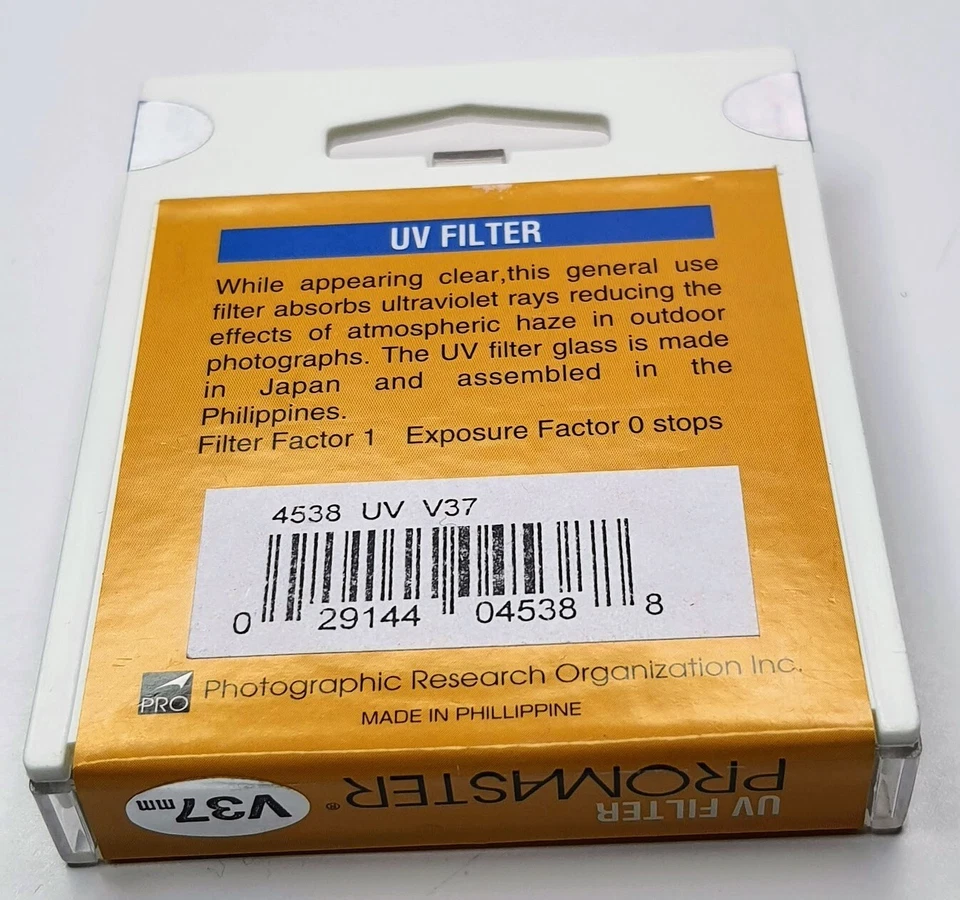 UV FILTER
While appearing clear,this general use
filter absorbs ultraviolet rays reducing the
effects of atmospheric haze in outdoor
photographs. The UV filter glass is made
in Japan and assembled in the
Philippines.
Filter Factor 1 Exposure Factor 0 stops
4538 UV V37
0 29144 04538 8
PRO Photographic Research Organization Inc.
MADE IN PHILLIPPINE
V37mm PROMASTER®
UV FILTER